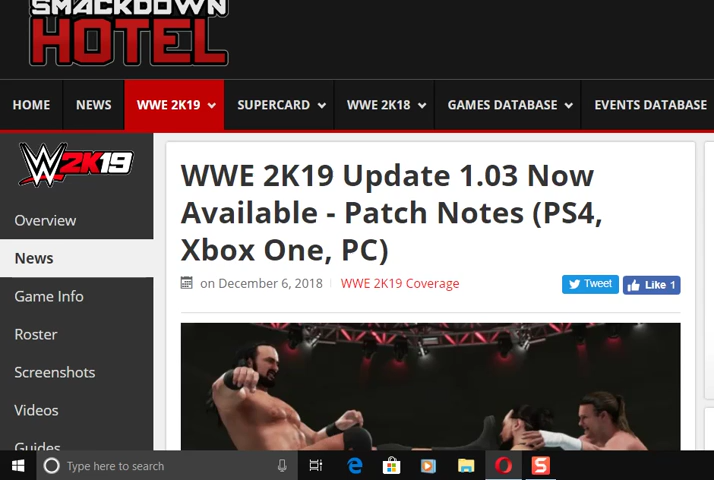 SMACKDOWN
HOTEL
HOME NEWS WWE 2K19 SUPERCARD WWE 2K18 GAMES DATABASE EVENTS DATABASE
W 2K19
Overview
News
Game Info
Roster
Screenshots
Videos
Guides
WWE 2K19 Update 1.03 Now
Available - Patch Notes (PS4,
Xbox One, PC)
on December 6, 2018 WWE 2K19 Coverage
Tweet Like 1
Type here to search